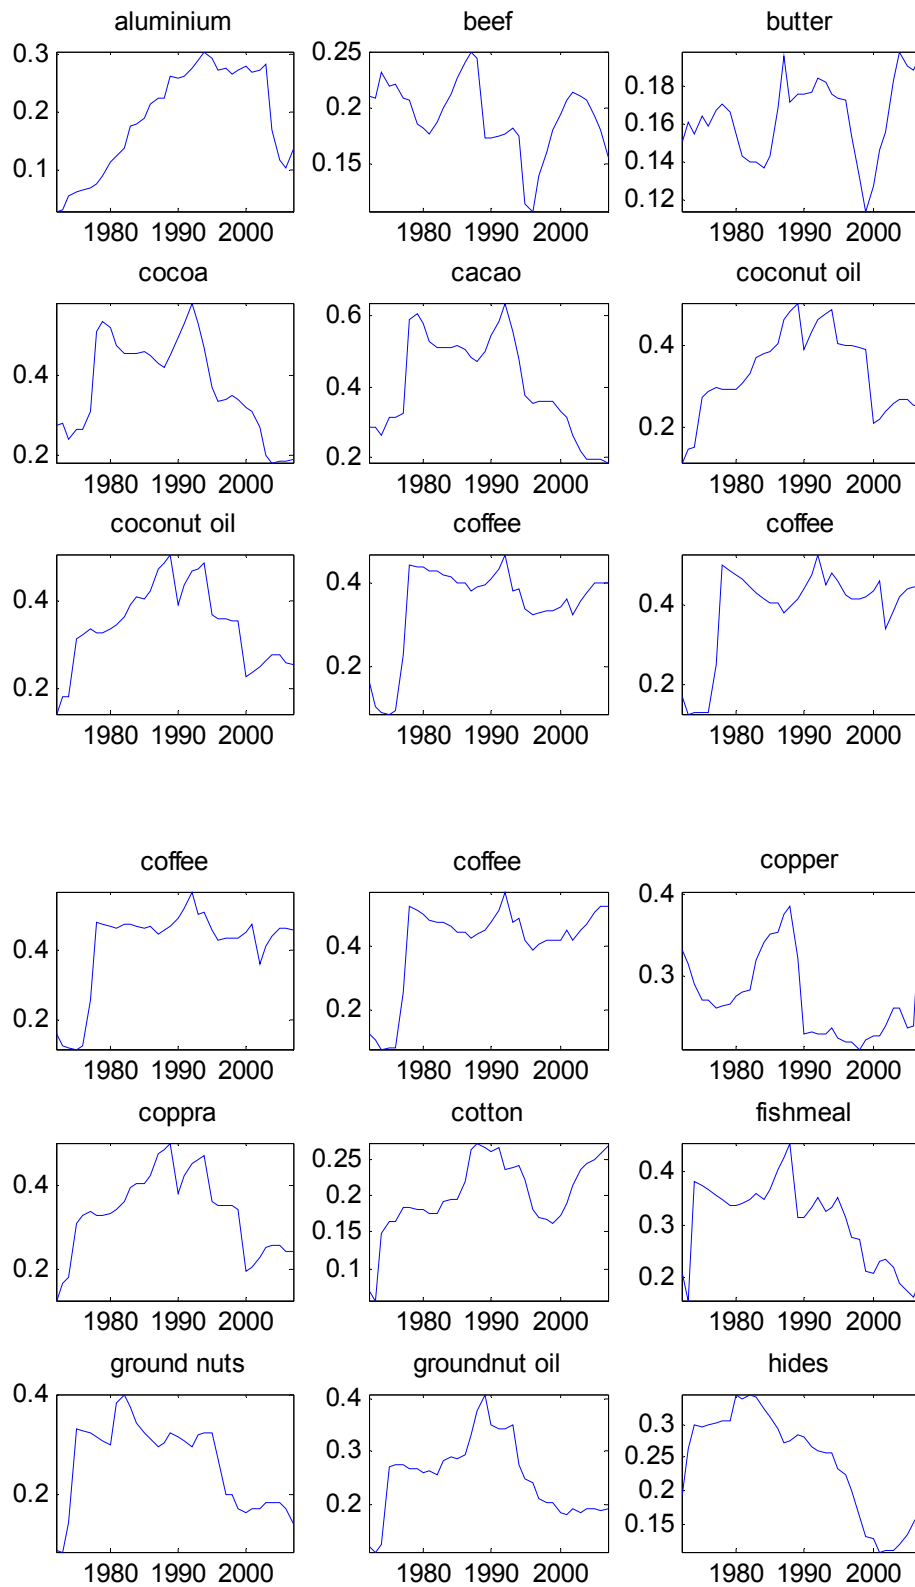 aluminium beef butter
0.3 0.25
0.2 0.2 0.18
0.1 0.15 0.16
0.14
0.12
1980 1990 2000 1980 1990 2000 1980 1990 2000
cocoa cacao coconut oil
0.4 0.6 0.4
0.2 0.4 0.2
0.2
1980 1990 2000 1980 1990 2000 1980 1990 2000
coconut oil coffee coffee
0.4 0.4 0.4
0.2 0.2 0.2
1980 1990 2000 1980 1990 2000 1980 1990 2000
coffee coffee copper
0.4 0.4 0.4
0.2 0.2 0.3
1980 1990 2000 1980 1990 2000 1980 1990 2000
coppra cotton fishmeal
0.4 0.25 0.4
0.2 0.2 0.3
0.15 0.2
0.1
1980 1990 2000 1980 1990 2000 1980 1990 2000
ground nuts groundnut oil hides
0.4 0.4 0.3
0.2 0.3 0.25
0.2 0.2
0.15
1980 1990 2000 1980 1990 2000 1980 1990 2000